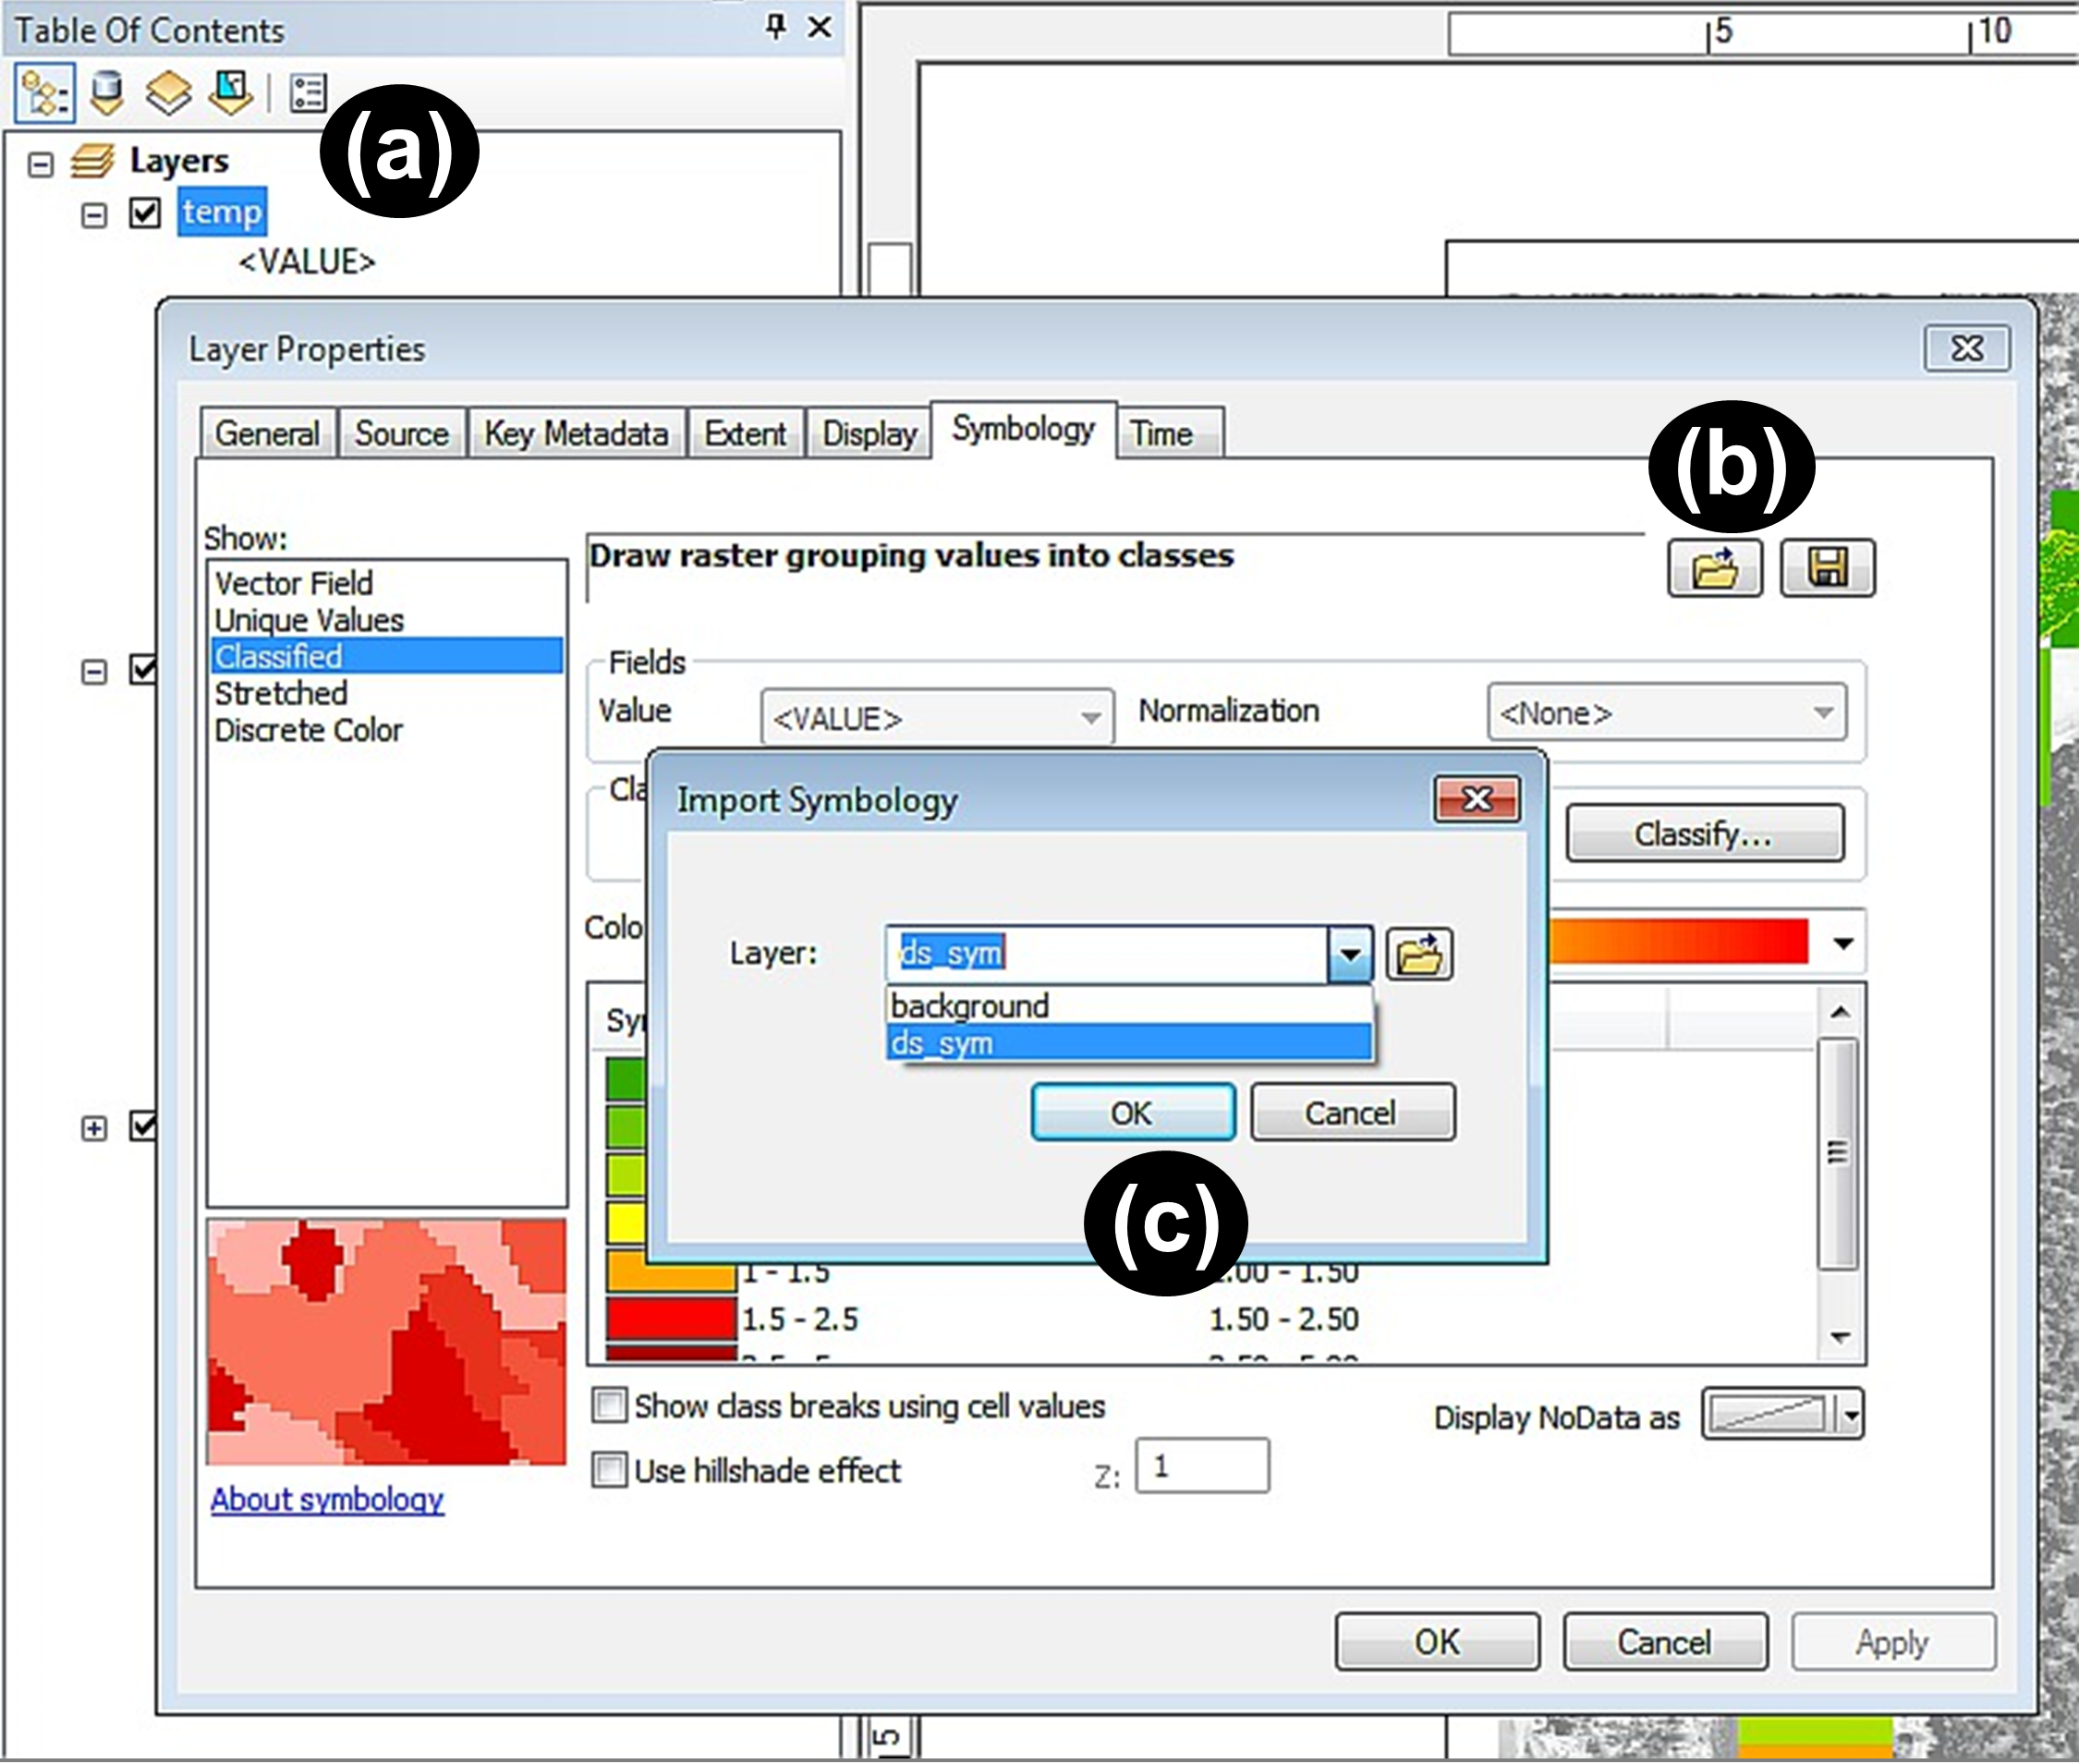 Table Of Contents
5 10
(a)
Layers
temp
<VALUE>
Layer Properties
General Source Key Metadata Extent Display Symbology Time
(b)
Show:
Vector Field
Unique Values
Classified
Stretched
Discrete Color
Draw raster grouping values into classes
Fields
Value <VALUE> Normalization <None>
Cla
Classify...
Colo
Import Symbology
Layer: ds_sym
background
ds_sym
OK Cancel
(c)
1 - 1.5 1.00 - 1.50
1.5 - 2.5 1.50 - 2.50
Show class breaks using cell values
Display NoData as
Use hillshade effect Z: 1
About symbology
OK Cancel Apply
5